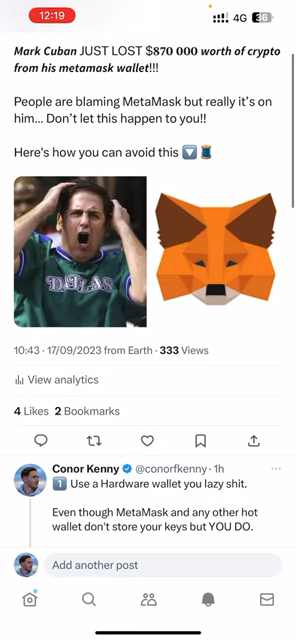 12:19
4G 36
Mark Cuban JUST LOST $870 000 worth of crypto
from his metamask wallet!!!
People are blaming MetaMask but really it's on
him... Don't let this happen to you!!
Here's how you can avoid this 🔽 🧵
DALLAS
10:43 · 17/09/2023 from Earth · 333 Views
View analytics
4 Likes 2 Bookmarks
Conor Kenny @conorfkenny · 1h
1️⃣ Use a Hardware wallet you lazy shit.
Even though MetaMask and any other hot
wallet don't store your keys but YOU DO.
Add another post